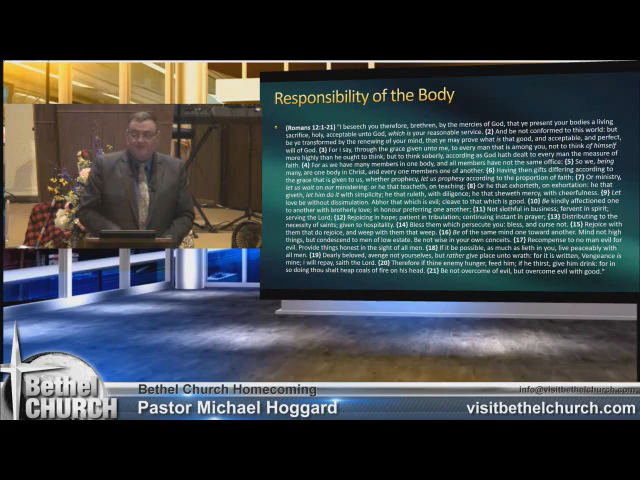 Responsibility of the Body
• (Romans 12:1-21) "I beseech you therefore, brethren, by the mercies of God, that ye present your bodies a living
sacrifice, holy, acceptable unto God, which is your reasonable service. (2) And be not conformed to this world: but
be ye transformed by the renewing of your mind, that ye may prove what is that good, and acceptable, and perfect,
will of God. (3) For I say, through the grace given unto me, to every man that is among you, not to think of himself
more highly than he ought to think; but to think soberly, according as God hath dealt to every man the measure of
faith. (4) For as we have many members in one body, and all members have not the same office: (5) So we, being
many, are one body in Christ, and every one members one of another. (6) Having then gifts differing according to
the grace that is given to us, whether prophecy, let us prophesy according to the proportion of faith; (7) Or ministry,
let us wait on our ministering: or he that teacheth, on teaching; (8) Or he that exhorteth, on exhortation: he that
giveth, let him do it with simplicity; he that ruleth, with diligence; he that sheweth mercy, with cheerfulness. (9) Let
love be without dissimulation. Abhor that which is evil; cleave to that which is good. (10) Be kindly affectioned one
to another with brotherly love; in honour preferring one another; (11) Not slothful in business; fervent in spirit;
serving the Lord; (12) Rejoicing in hope; patient in tribulation; continuing instant in prayer; (13) Distributing to the
necessity of saints; given to hospitality. (14) Bless them which persecute you: bless, and curse not. (15) Rejoice with
them that do rejoice, and weep with them that weep. (16) Be of the same mind one toward another. Mind not high
things, but condescend to men of low estate. Be not wise in your own conceits. (17) Recompense to no man evil for
evil. Provide things honest in the sight of all men. (18) If it be possible, as much as lieth in you, live peaceably with
all men. (19) Dearly beloved, avenge not yourselves, but rather give place unto wrath: for it is written, Vengeance is
mine; I will repay, saith the Lord. (20) Therefore if thine enemy hunger, feed him; if he thirst, give him drink: for in
so doing thou shalt heap coals of fire on his head. (21) Be not overcome of evil, but overcome evil with good."
Bethel
CHURCH
Bethel Church Homecoming
info@visitbethelchurch.com
Pastor Michael Hoggard
visitbethelchurch.com